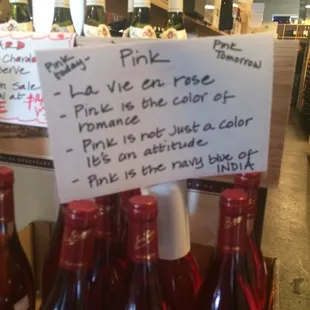 Pink today-
Pink
Pink Tomorrow
- La vie en rose
- Pink is the color of
romance
- Pink is not Just a color
It's an attitude
- Pink is the navy blue of
INDIA